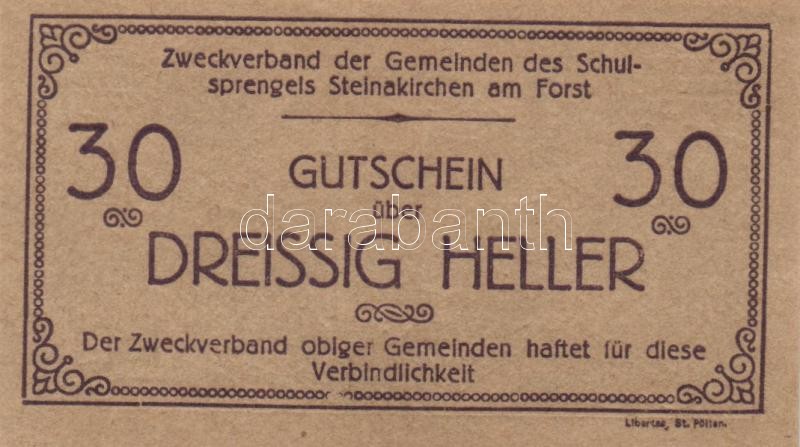 Zweckverband der Gemeinden des Schul-
sprengels Steinakirchen am Forst
30 GUTSCHEIN 30
über
DREISSIG HELLER
Der Zweckverband obiger Gemeinden haftet für diese
Verbindlichkeit
Libertas, St. Pölten.
darabanth